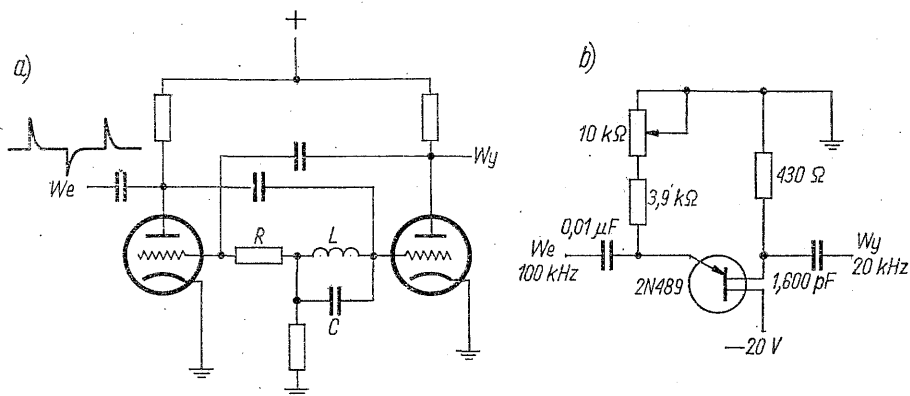 a)
+
We
Wy
R
L
C
b)
10 kΩ
3,9 kΩ
430 Ω
0,01 μF
We
100 kHz
2N489
1,600 pF
Wy
20 kHz
—20 V